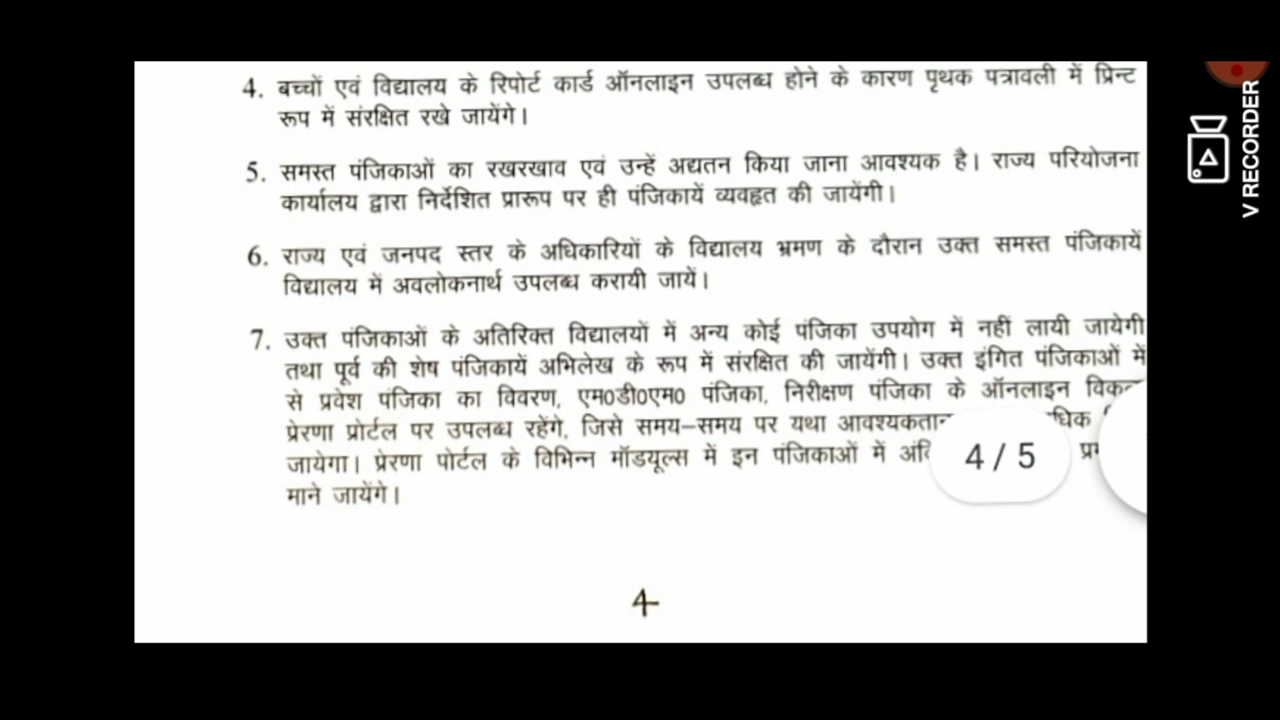 4. बच्चों एवं विद्यालय के रिपोर्ट कार्ड ऑनलाइन उपलब्ध होने के कारण पृथक पत्रावली में प्रिन्ट
रूप में संरक्षित रखे जायेंगे।
5. समस्त पंजिकाओं का रखरखाव एवं उन्हें अद्यतन किया जाना आवश्यक है। राज्य परियोजना
कार्यालय द्वारा निर्देशित प्रारूप पर ही पंजिकायें व्यवहृत की जायेंगी।
6. राज्य एवं जनपद स्तर के अधिकारियों के विद्यालय भ्रमण के दौरान उक्त समस्त पंजिकायें
विद्यालय में अवलोकनार्थ उपलब्ध करायी जायें।
7. उक्त पंजिकाओं के अतिरिक्त विद्यालयों में अन्य कोई पंजिका उपयोग में नहीं लायी जायेगी
तथा पूर्व की शेष पंजिकायें अभिलेख के रूप में संरक्षित की जायेंगी। उक्त इंगित पंजिकाओं में
से प्रवेश पंजिका का विवरण, एम0डी0एम0 पंजिका, निरीक्षण पंजिका के ऑनलाइन
प्रेरणा प्रोर्टल पर उपलब्ध रहेंगे, जिसे समय–समय पर यथा
जायेगा। प्रेरणा पोर्टल के विभिन्न मॉडयूल्स में इन पंजिकाओं में
माने जायेंगे।
4 / 5
4
V RECORDER